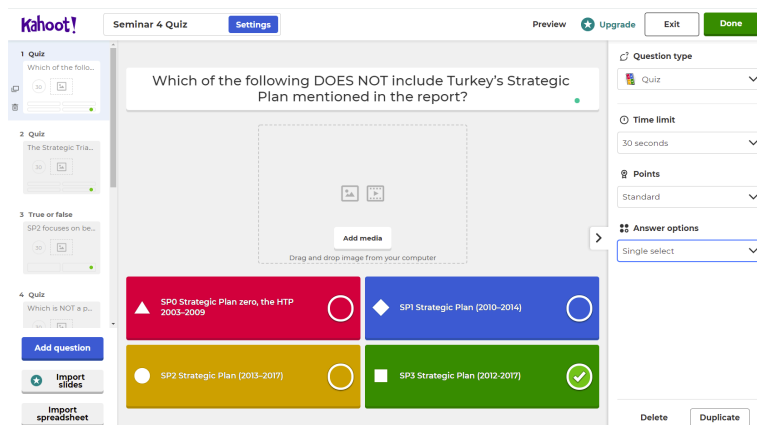 Kahoot!
Seminar 4 Quiz
Settings
Preview
Upgrade
Exit
Done
1 Quiz
Which of the follo...
30
2 Quiz
The Strategic Tria...
30
3 True or false
SP2 focuses on be...
30
4 Quiz
Which is NOT a p...
30
Add question
Import
slides
Import
spreadsheet
Which of the following DOES NOT include Turkey's Strategic
Plan mentioned in the report?
Add media
Drag and drop image from your computer
SP0 Strategic Plan zero, the HTP
2003–2009
SP1 Strategic Plan (2010–2014)
SP2 Strategic Plan (2013–2017)
SP3 Strategic Plan (2012-2017)
Question type
Quiz
Time limit
30 seconds
Points
Standard
Answer options
Single select
Delete
Duplicate